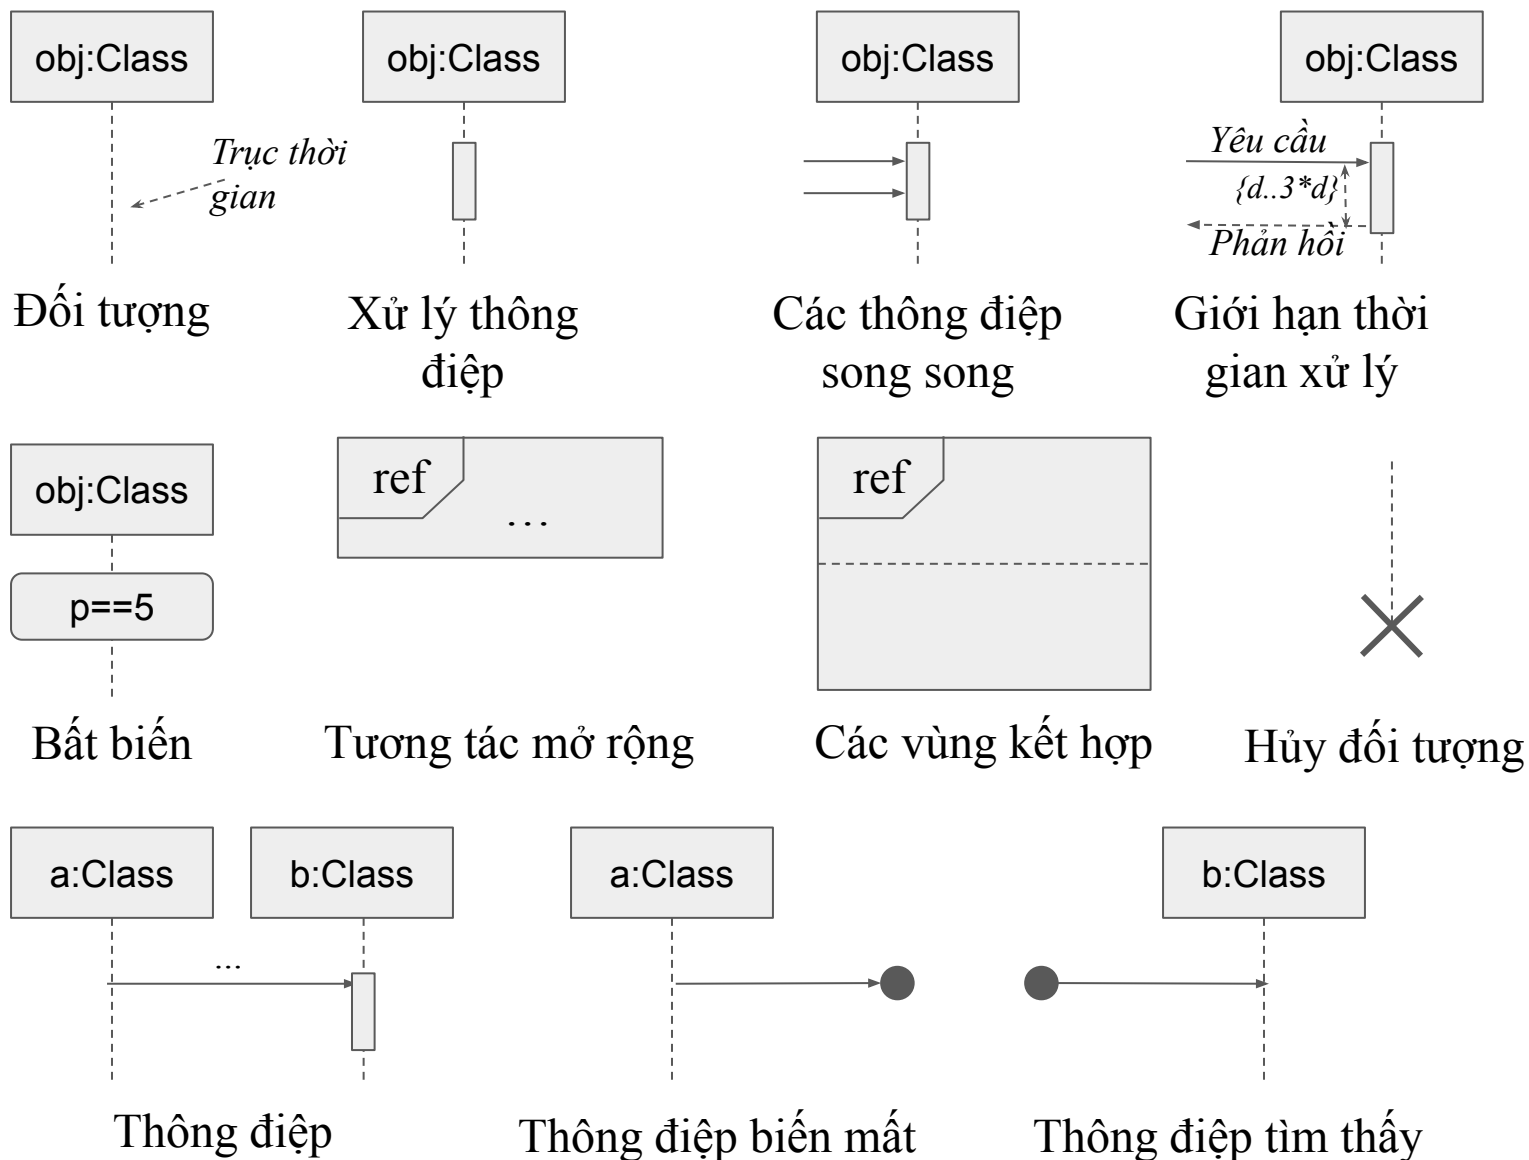 obj:Class
obj:Class
obj:Class
obj:Class
Trục thời
gian
Yêu cầu
{d..3*d}
Phản hồi
Đối tượng
Xử lý thông
điệp
Các thông điệp
song song
Giới hạn thời
gian xử lý
obj:Class
p==5
ref
...
ref
Bất biến
Tương tác mở rộng
Các vùng kết hợp
Hủy đối tượng
a:Class
b:Class
a:Class
b:Class
...
Thông điệp
Thông điệp biến mất
Thông điệp tìm thấy